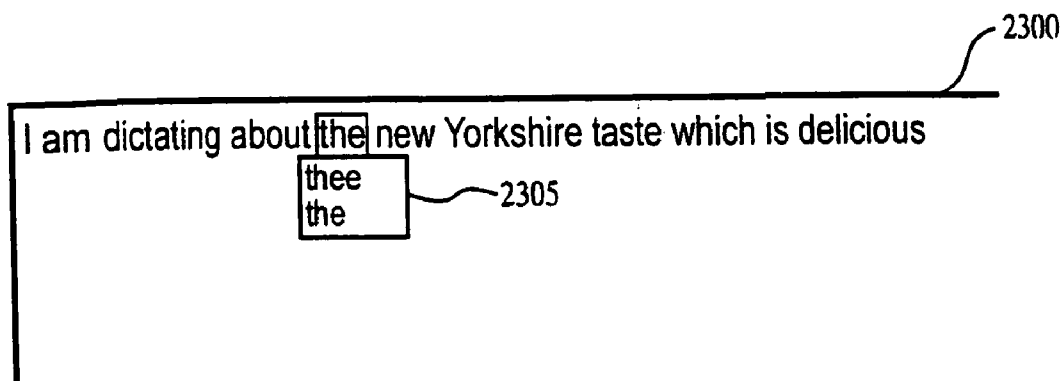 2300
I am dictating about the new Yorkshire taste which is delicious
thee
the
2305